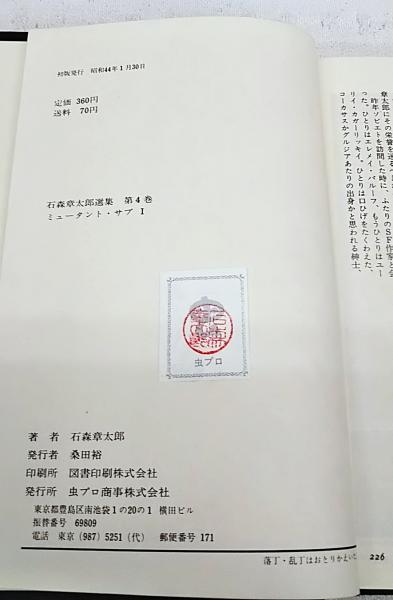 初版発行 昭和44年1月30日
定価 360円
送料 70円
石森章太郎選集 第4巻
ミュータント・サブ Ⅰ
虫プロ
著者 石森章太郎
発行者 桑田裕
印刷所 図書印刷株式会社
発行所 虫プロ商事株式会社
東京都豊島区南池袋1の20の1 横田ビル
振替番号 69809
電話 東京(987)5251(代) 郵便番号 171
落丁・乱丁はおとりかえいた
226
章太郎にその栄誉を
昨年ソビエトを訪問した時に、ふたりのSF作家と会
った。ひとりはエレメイ・パルーフ、もうひとりはユー
リイ・カガーリッキイ。ひとりは口ひげをたくわえた、
コーカサスかグルジアあたりの出身かと思われる紳士、